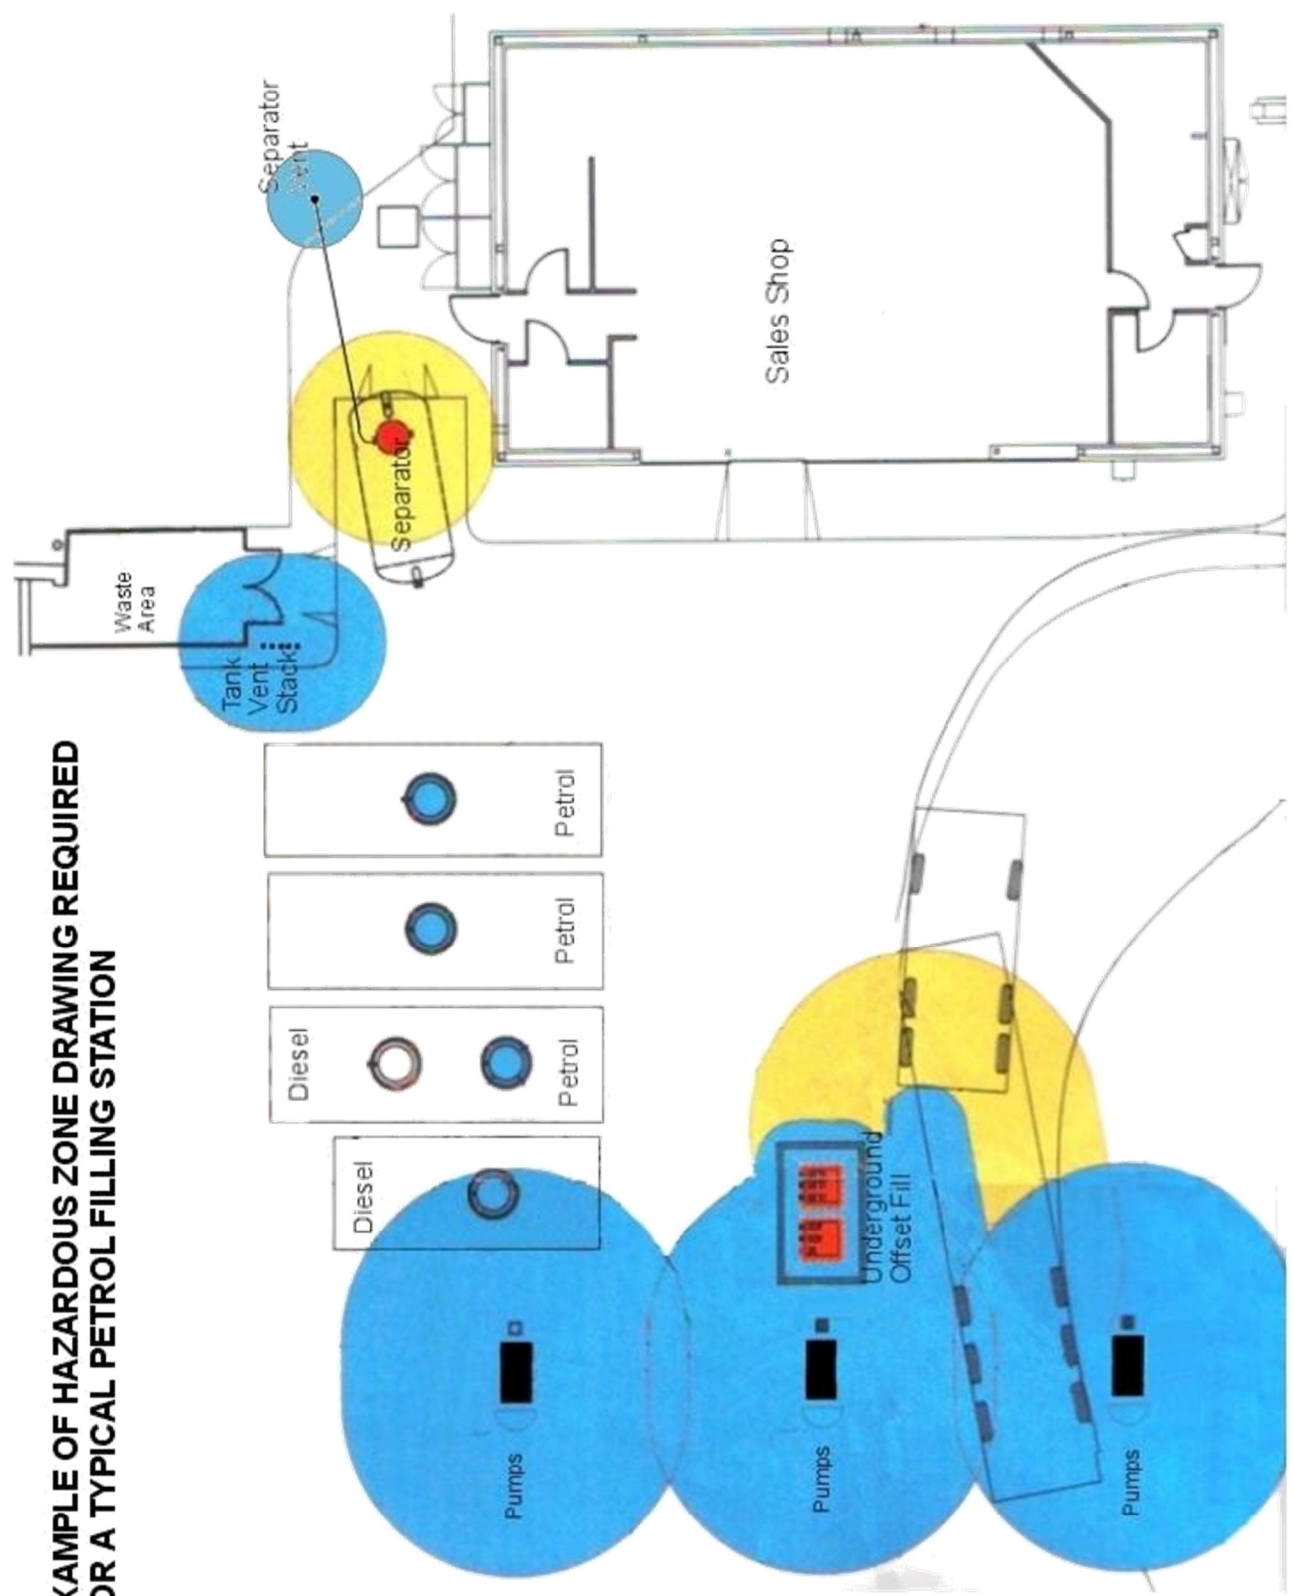 XAMPLE OF HAZARDOUS ZONE DRAWING REQUIRED
OR A TYPICAL PETROL FILLING STATION
Separator
Vent
Separator
Sales Shop
Waste
Area
Tank
Vent
Stack
Petrol
Petrol
Diesel
Petrol
Diesel
Underground
Offset Fill
Pumps
Pumps
Pumps